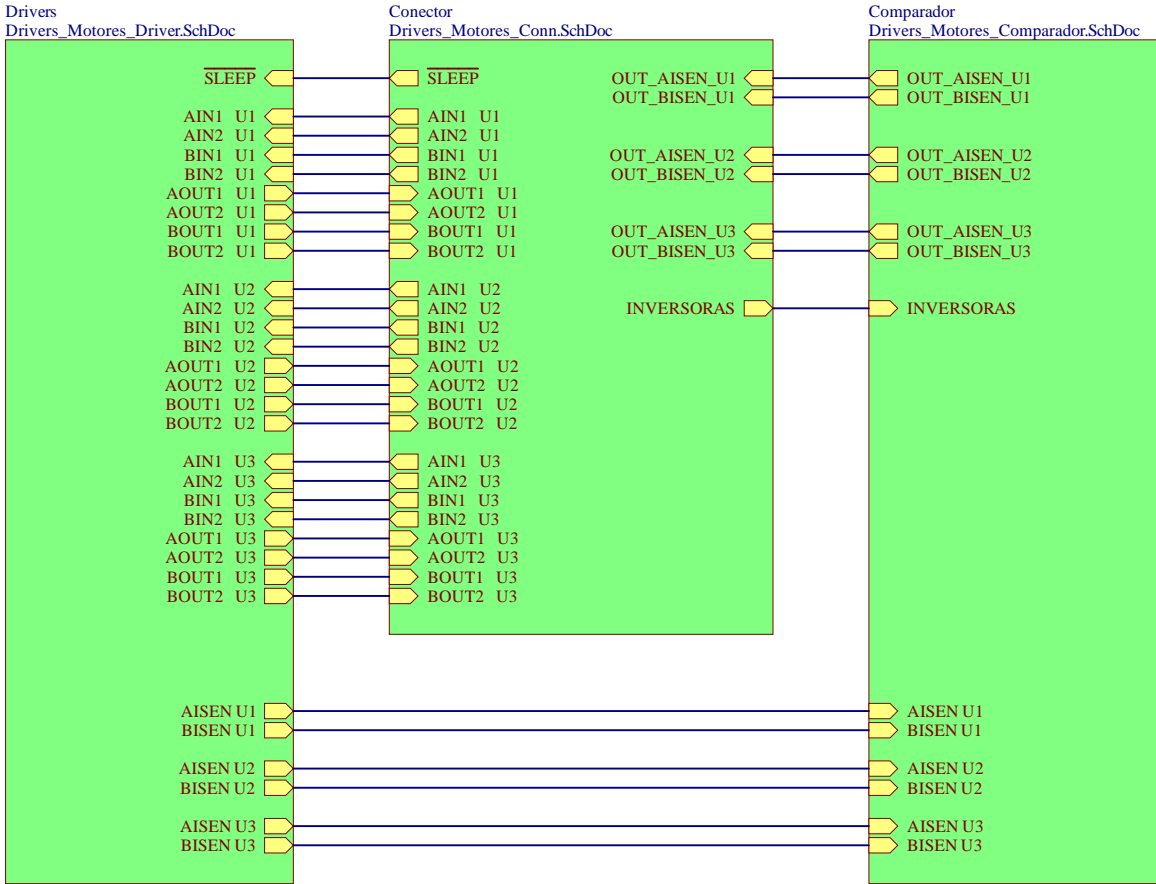 Drivers
Drivers_Motores_Driver.SchDoc
SLEEP
AIN1 U1
AIN2 U1
BIN1 U1
BIN2 U1
AOUT1 U1
AOUT2 U1
BOUT1 U1
BOUT2 U1
AIN1 U2
AIN2 U2
BIN1 U2
BIN2 U2
AOUT1 U2
AOUT2 U2
BOUT1 U2
BOUT2 U2
AIN1 U3
AIN2 U3
BIN1 U3
BIN2 U3
AOUT1 U3
AOUT2 U3
BOUT1 U3
BOUT2 U3
AISEN U1
BISEN U1
AISEN U2
BISEN U2
AISEN U3
BISEN U3
Conector
Drivers_Motores_Conn.SchDoc
SLEEP
AIN1 U1
AIN2 U1
BIN1 U1
BIN2 U1
AOUT1 U1
AOUT2 U1
BOUT1 U1
BOUT2 U1
AIN1 U2
AIN2 U2
BIN1 U2
BIN2 U2
AOUT1 U2
AOUT2 U2
BOUT1 U2
BOUT2 U2
AIN1 U3
AIN2 U3
BIN1 U3
BIN2 U3
AOUT1 U3
AOUT2 U3
BOUT1 U3
BOUT2 U3
OUT_AISEN_U1
OUT_BISEN_U1
OUT_AISEN_U2
OUT_BISEN_U2
OUT_AISEN_U3
OUT_BISEN_U3
INVERSORAS
Comparador
Drivers_Motores_Comparador.SchDoc
OUT_AISEN_U1
OUT_BISEN_U1
OUT_AISEN_U2
OUT_BISEN_U2
OUT_AISEN_U3
OUT_BISEN_U3
INVERSORAS
AISEN U1
BISEN U1
AISEN U2
BISEN U2
AISEN U3
BISEN U3